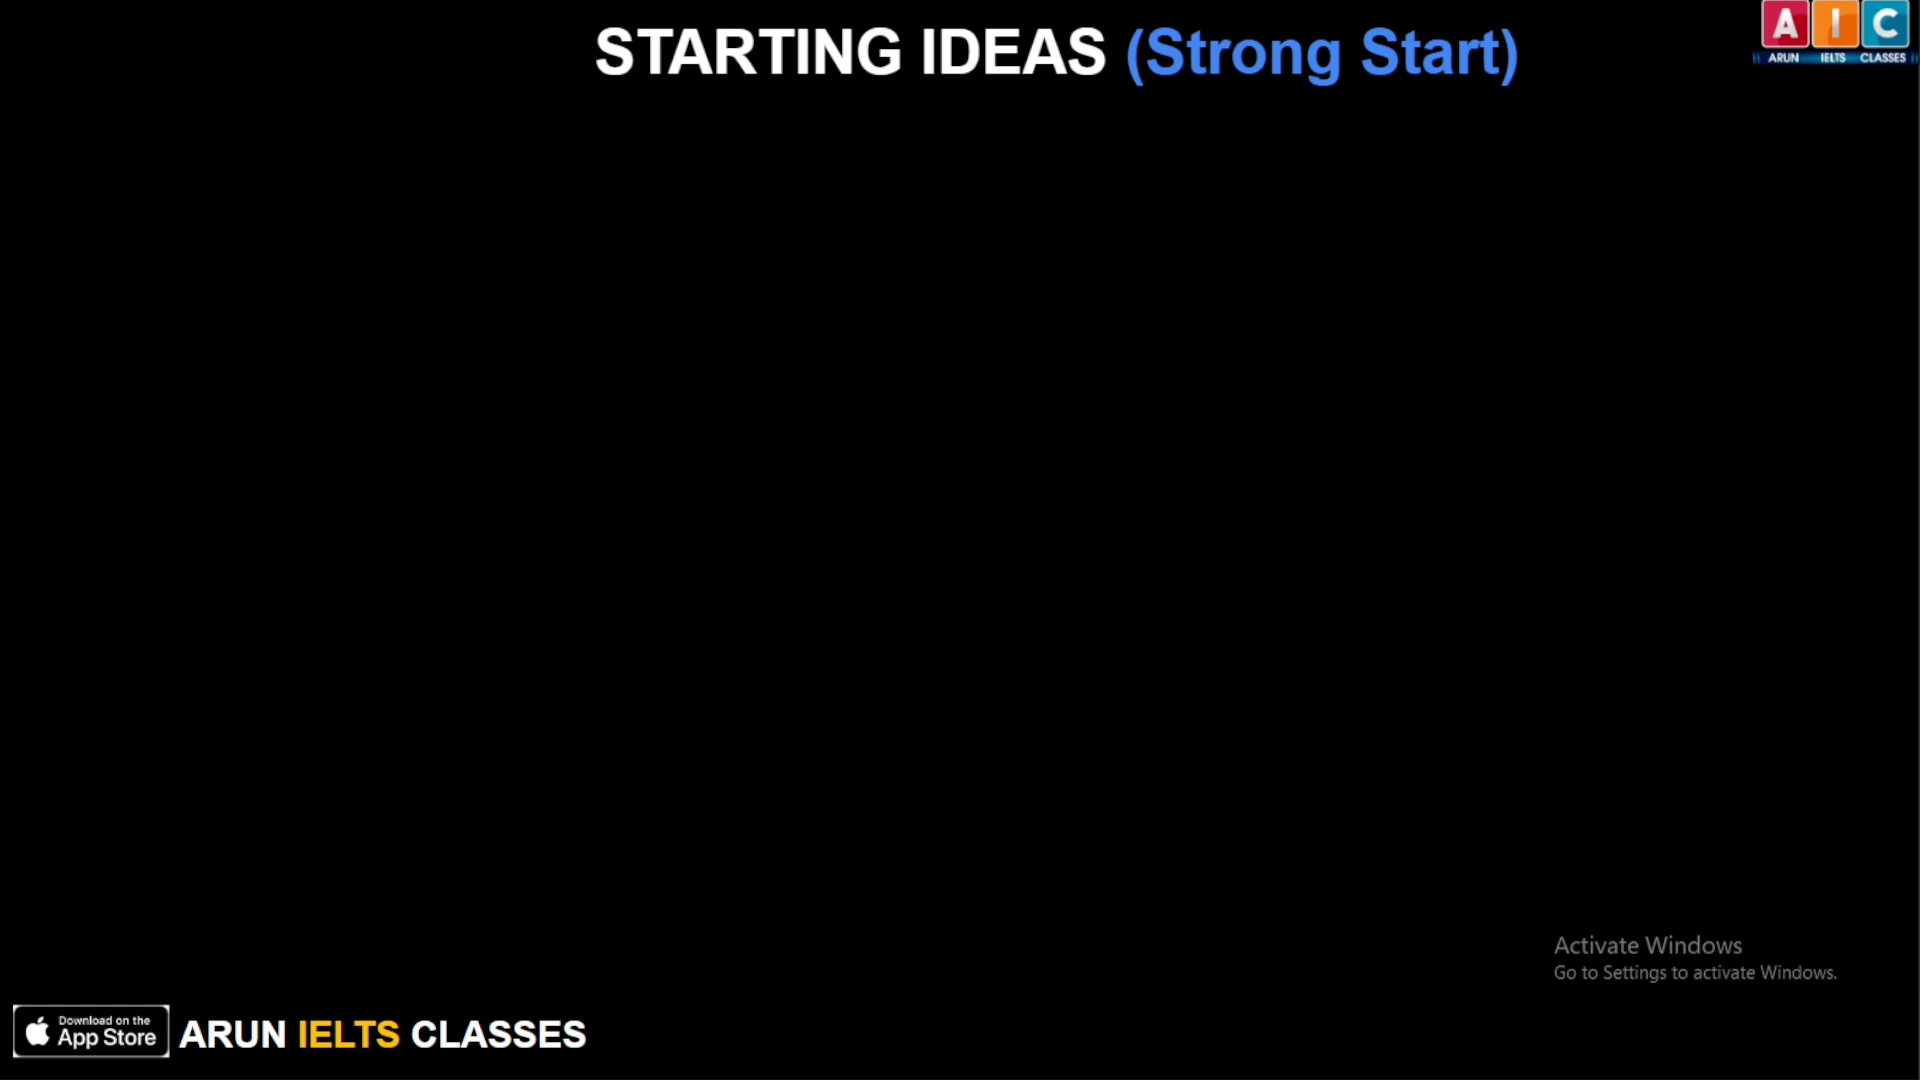 STARTING IDEAS (Strong Start)
A I C
ARUN IELTS CLASSES
Activate Windows
Go to Settings to activate Windows.
Download on the
App Store
ARUN IELTS CLASSES